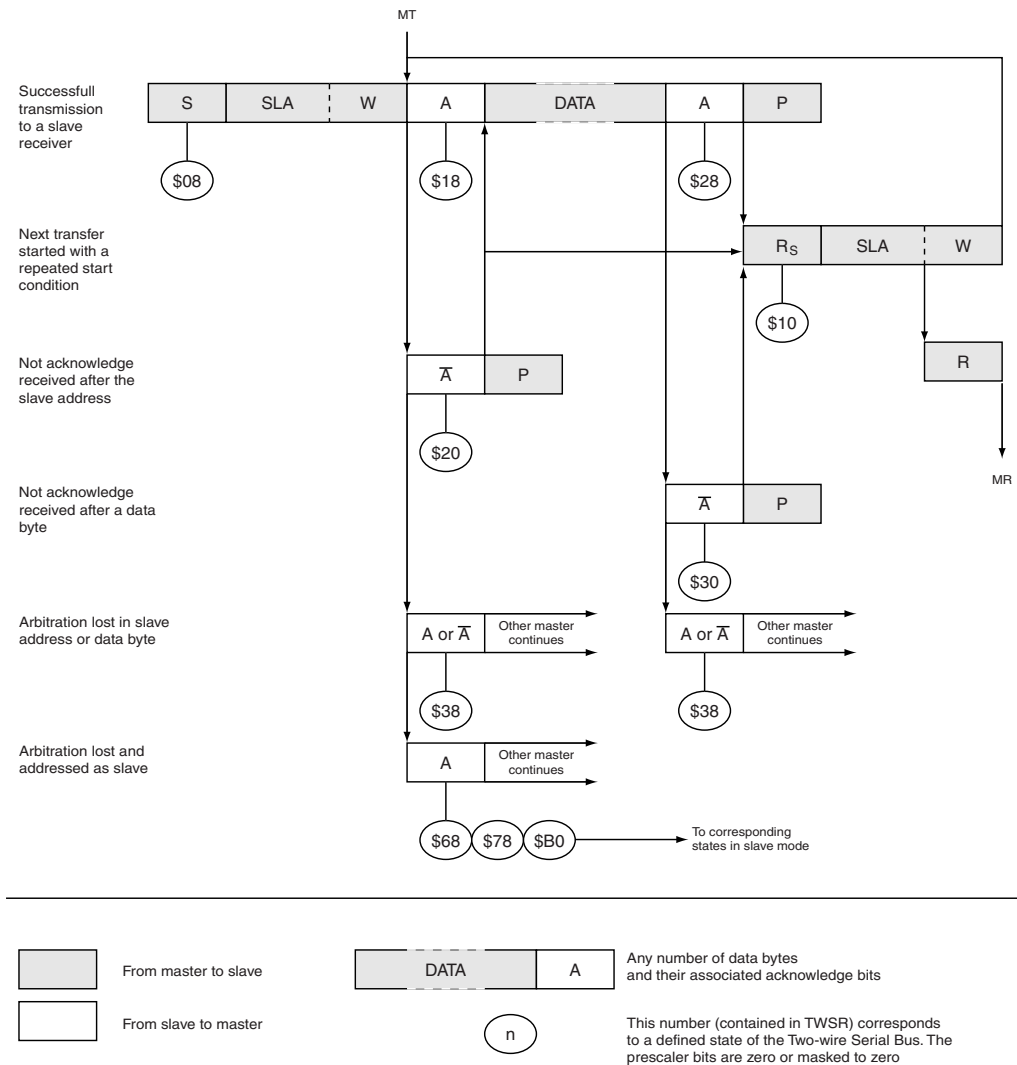 MT
Successfull
transmission
to a slave
receiver
S SLA W A DATA A P
$08 $18 $28
Next transfer
started with a
repeated start
condition
RS SLA W
$10
Not acknowledge
received after the
slave address
A̅ P
R
$20
MR
Not acknowledge
received after a data
byte
A̅ P
$30
Arbitration lost in slave
address or data byte
A or A̅ Other master
continues
A or A̅ Other master
continues
$38 $38
Arbitration lost and
addressed as slave
A Other master
continues
$68 $78 $B0
To corresponding
states in slave mode
From master to slave
DATA A
Any number of data bytes
and their associated acknowledge bits
From slave to master
n
This number (contained in TWSR) corresponds
to a defined state of the Two-wire Serial Bus. The
prescaler bits are zero or masked to zero